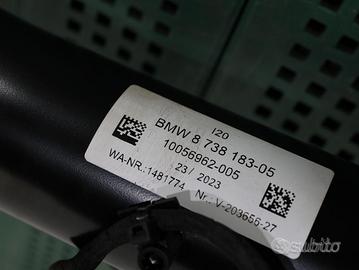 I20
BMW 8 738 183-05
10056962-005
23 / 2023
WA-NR.:1481774 Nr.: V-203656-27
subito